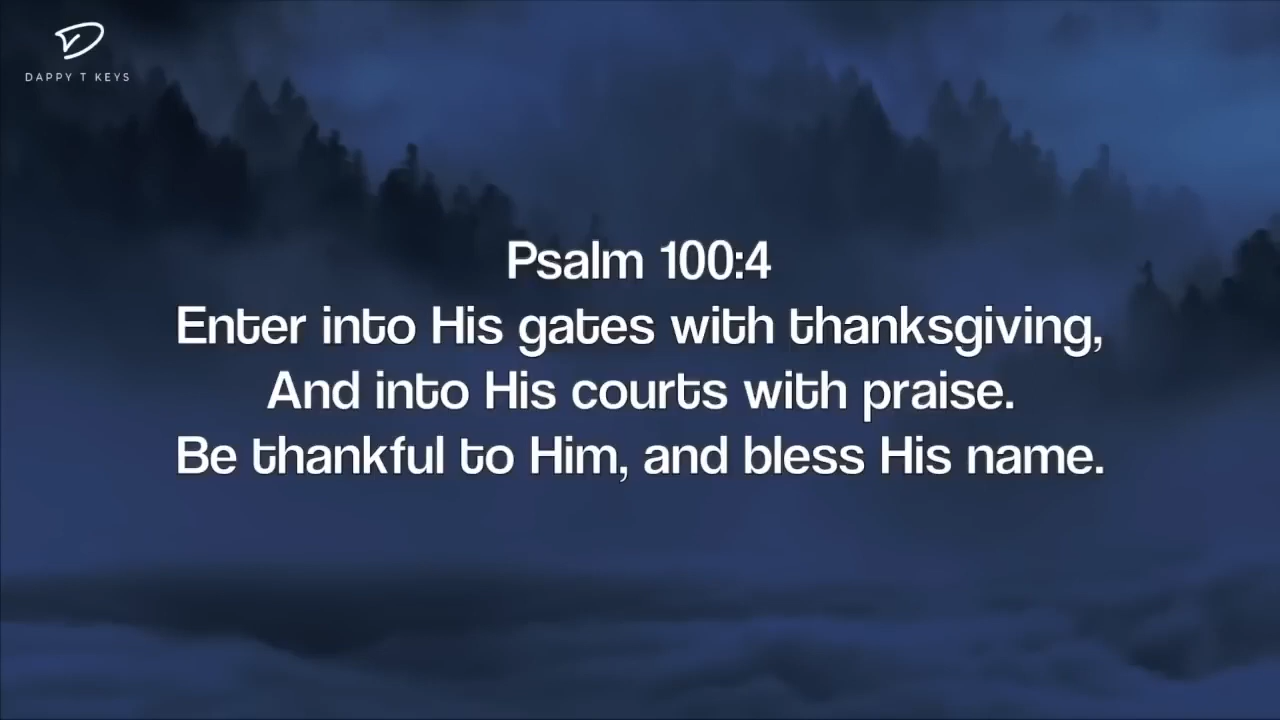 DAPPY T KEYS
Psalm 100:4
Enter into His gates with thanksgiving,
And into His courts with praise.
Be thankful to Him, and bless His name.